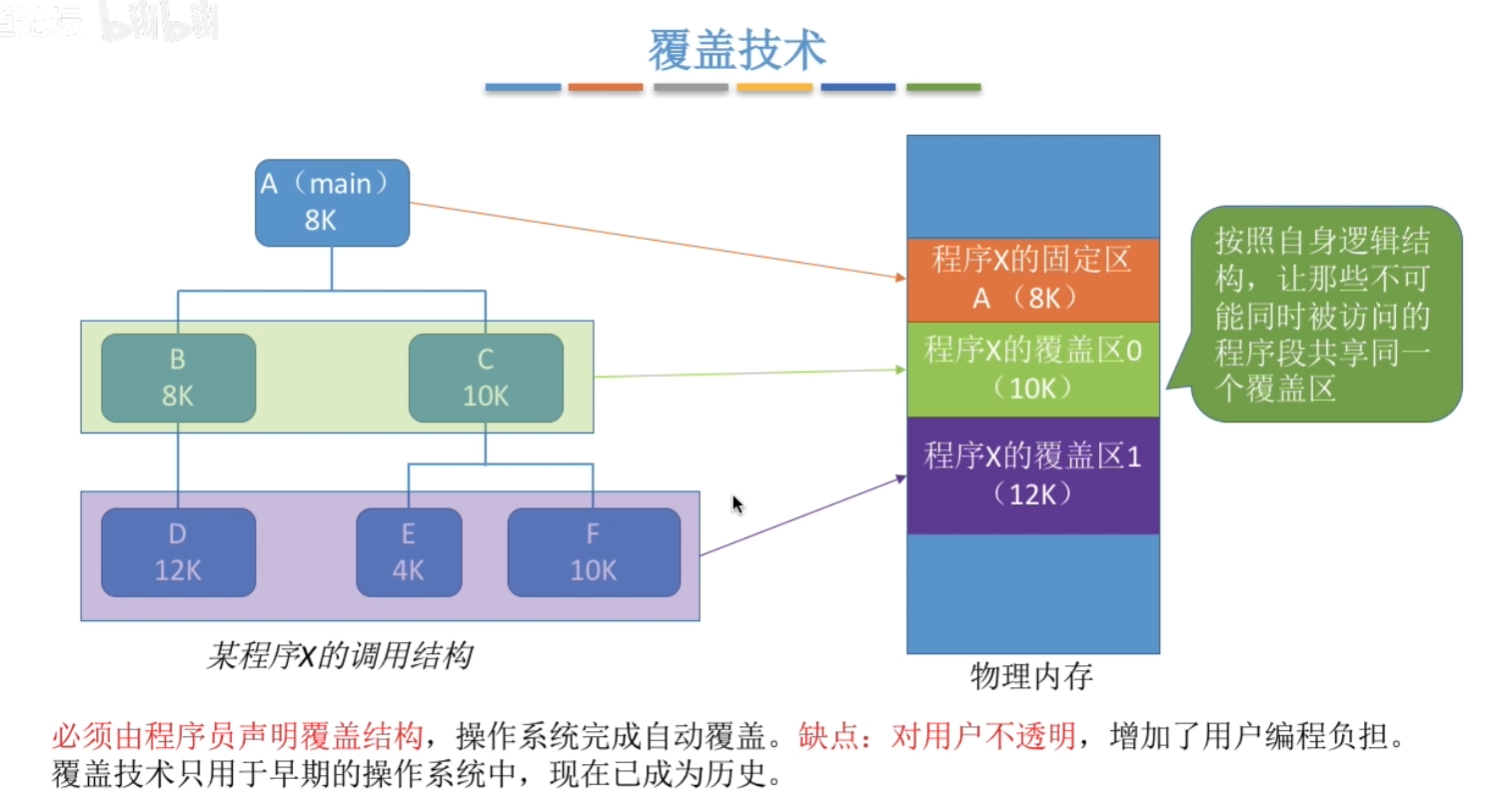 bilibili
覆盖技术
A（main）
8K
B
8K
C
10K
D
12K
E
4K
F
10K
某程序X的调用结构
程序X的固定区
A （8K）
程序X的覆盖区0
（10K）
程序X的覆盖区1
（12K）
物理内存
按照自身逻辑结
构，让那些不可
能同时被访问的
程序段共享同一
个覆盖区
必须由程序员声明覆盖结构，操作系统完成自动覆盖。缺点：对用户不透明，增加了用户编程负担。
覆盖技术只用于早期的操作系统中，现在已成为历史。